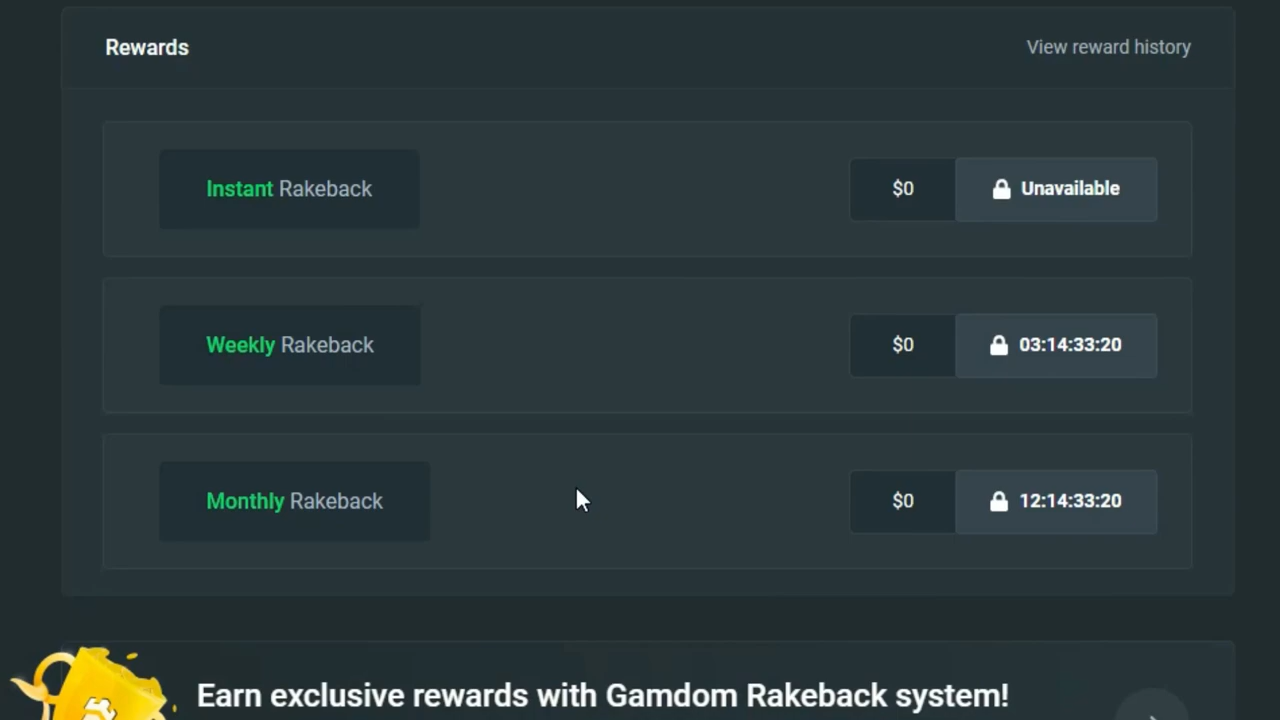 Rewards
View reward history
Instant Rakeback
$0
Unavailable
Weekly Rakeback
$0
03:14:33:20
Monthly Rakeback
$0
12:14:33:20
Earn exclusive rewards with Gamdom Rakeback system!